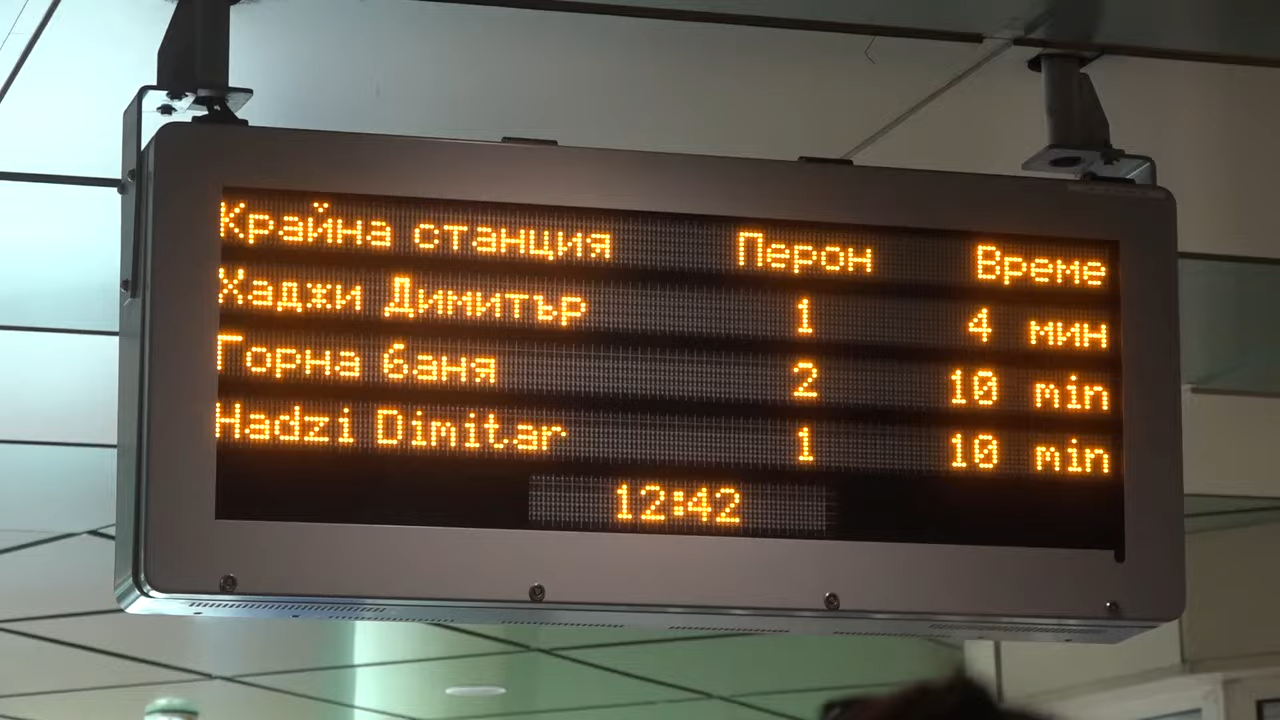 Крайна станция Перон Време
Хаджи Димитър 1 4 мин
Горна баня 2 10 min
Hadzi Dimitar 1 10 min
12:42